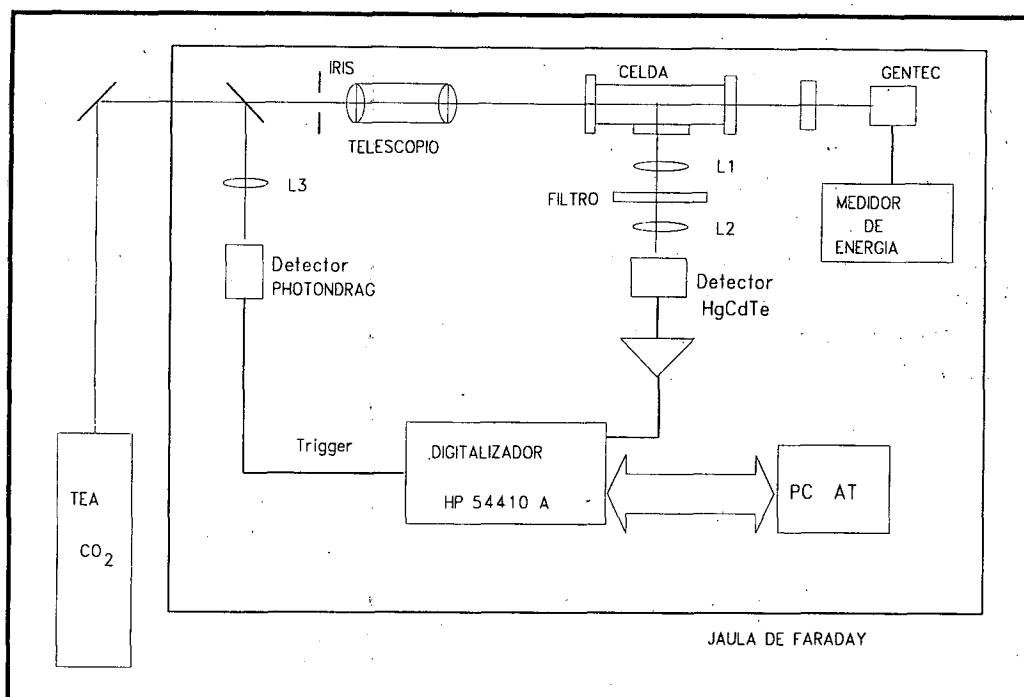 IRIS
CELDA
GENTEC
TELESCOPIO
L3
L1
FILTRO
L2
MEDIDOR
DE
ENERGIA
Detector
PHOTONDRAG
Detector
HgCdTe
Trigger
DIGITALIZADOR
HP 54410 A
PC AT
TEA
CO2
JAULA DE FARADAY